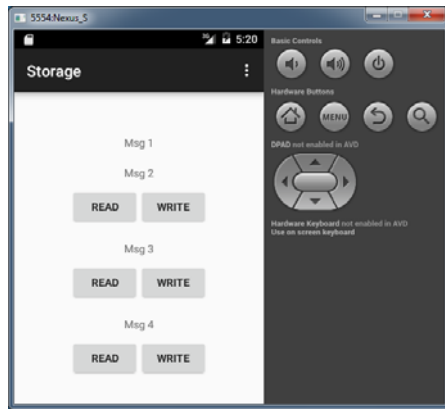 5554:Nexus_S
3G 5:20
Storage
Msg 1
Msg 2
READ WRITE
Msg 3
READ WRITE
Msg 4
READ WRITE
Basic Controls
Hardware Buttons
MENU
DPAD not enabled in AVD
Hardware Keyboard not enabled in AVD
Use on screen keyboard